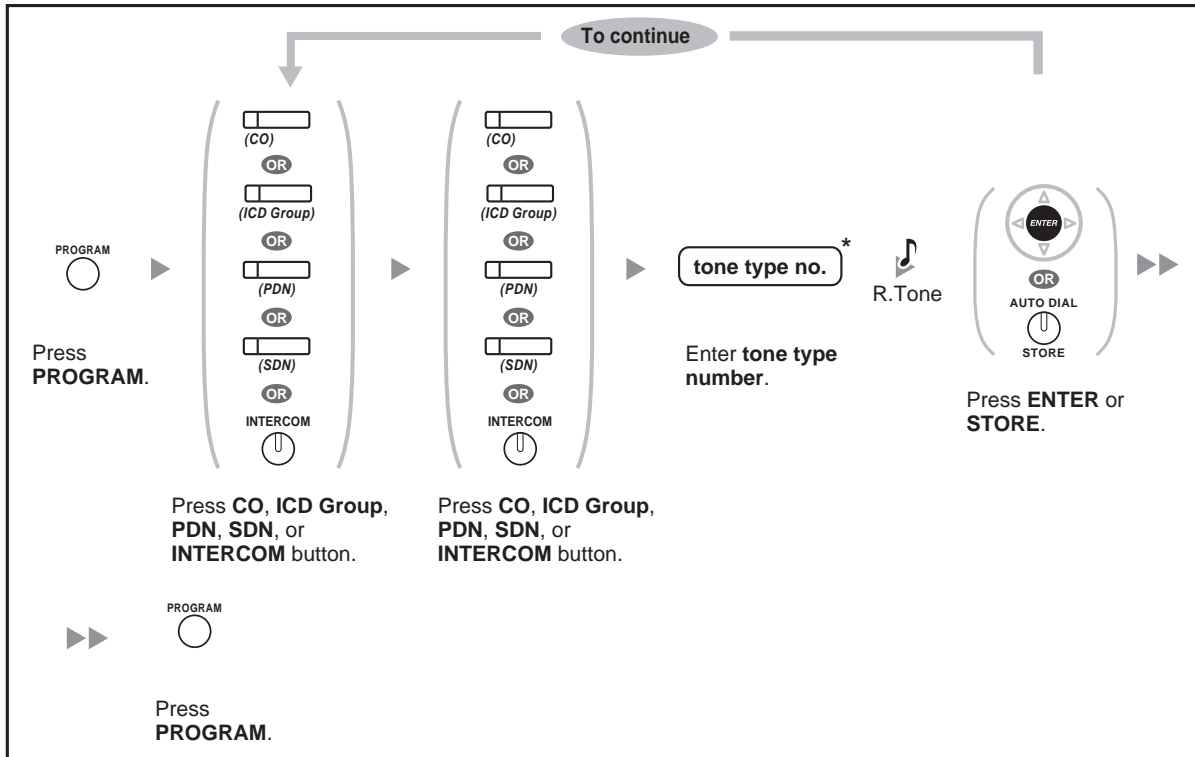 To continue
PROGRAM
Press
PROGRAM.
(CO)
OR
(ICD Group)
OR
(PDN)
OR
(SDN)
OR
INTERCOM
Press CO, ICD Group,
PDN, SDN, or
INTERCOM button.
(CO)
OR
(ICD Group)
OR
(PDN)
OR
(SDN)
OR
INTERCOM
Press CO, ICD Group,
PDN, SDN, or
INTERCOM button.
tone type no.*
Enter tone type
number.
R.Tone
ENTER
OR
AUTO DIAL
STORE
Press ENTER or
STORE.
PROGRAM
Press
PROGRAM.